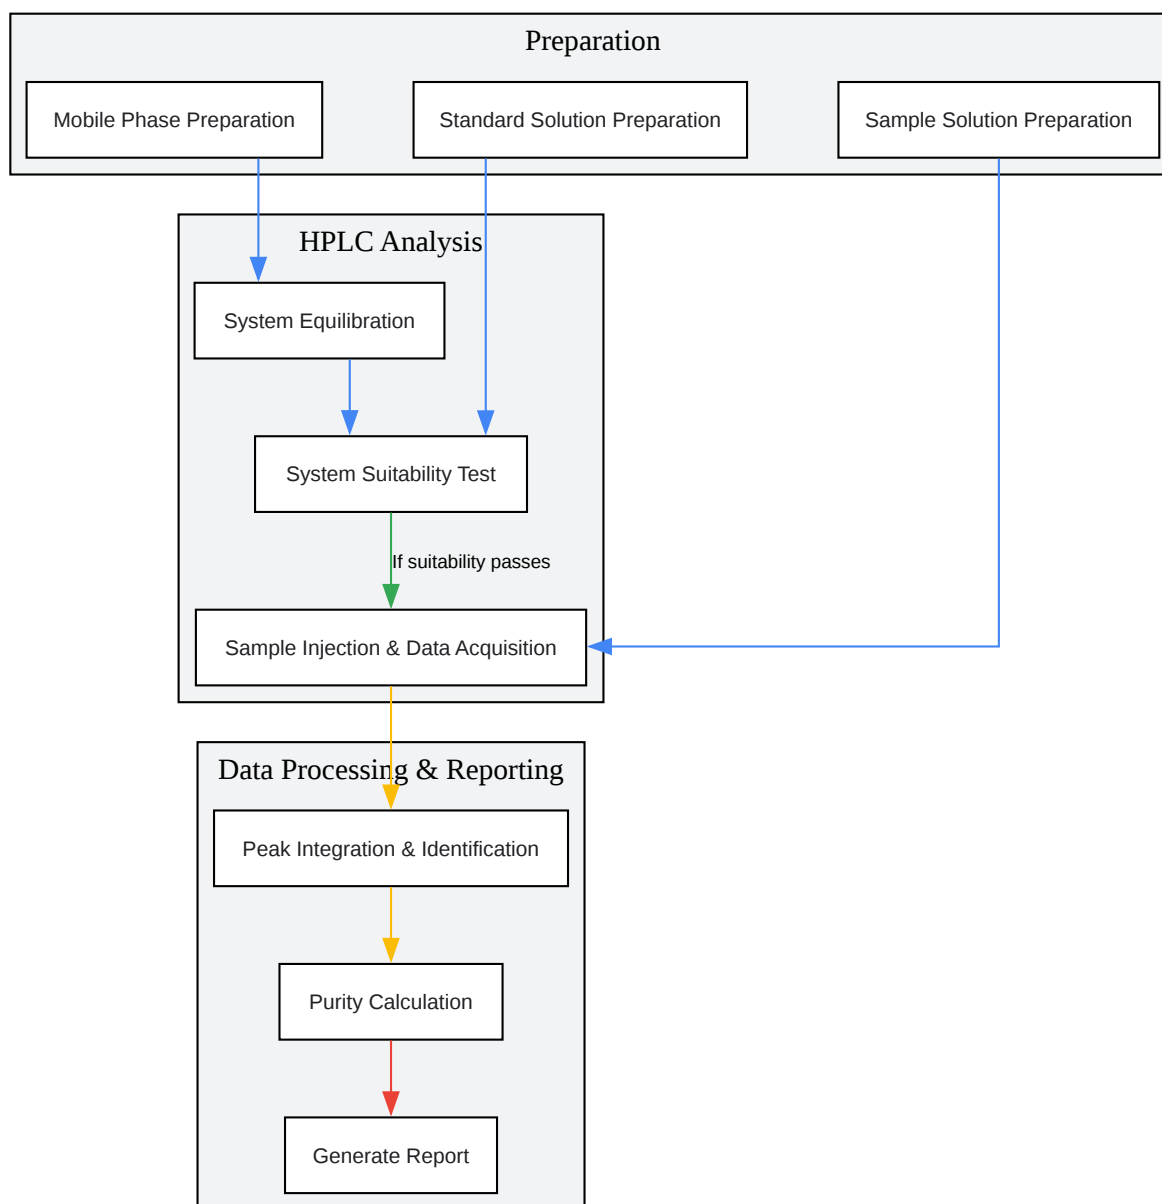 Preparation
Mobile Phase Preparation
Standard Solution Preparation
Sample Solution Preparation
HPLC Analysis
System Equilibration
System Suitability Test
If suitability passes
Sample Injection & Data Acquisition
Data Processing & Reporting
Peak Integration & Identification
Purity Calculation
Generate Report